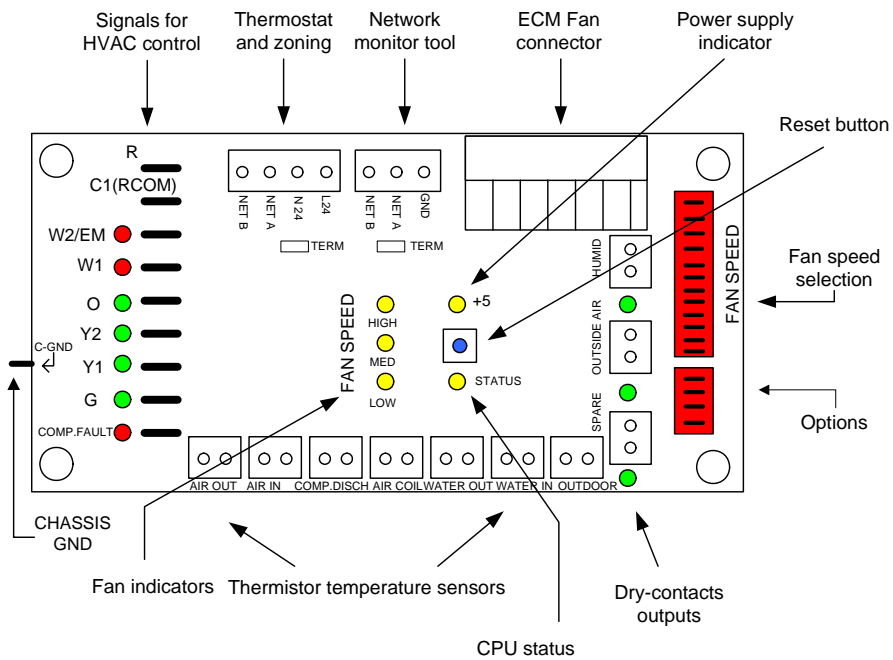 Signals for
HVAC control
Thermostat
and zoning
Network
monitor tool
ECM Fan
connector
Power supply
indicator
Reset button
R
C1(RCOM)
W2/EM
W1
O
Y2
Y1
G
COMP.FAULT
C-GND
NET B
NET A
N 24
L24
TERM
NET B
NET A
GND
TERM
FAN SPEED
HIGH
MED
LOW
+5
STATUS
HUMID
OUTSIDE AIR
SPARE
FAN SPEED
Fan speed
selection
Options
AIR OUT
AIR IN
COMP.DISCH
AIR COIL
WATER OUT
WATER IN
OUTDOOR
CHASSIS
GND
Fan indicators
Thermistor temperature sensors
Dry-contacts
outputs
CPU status